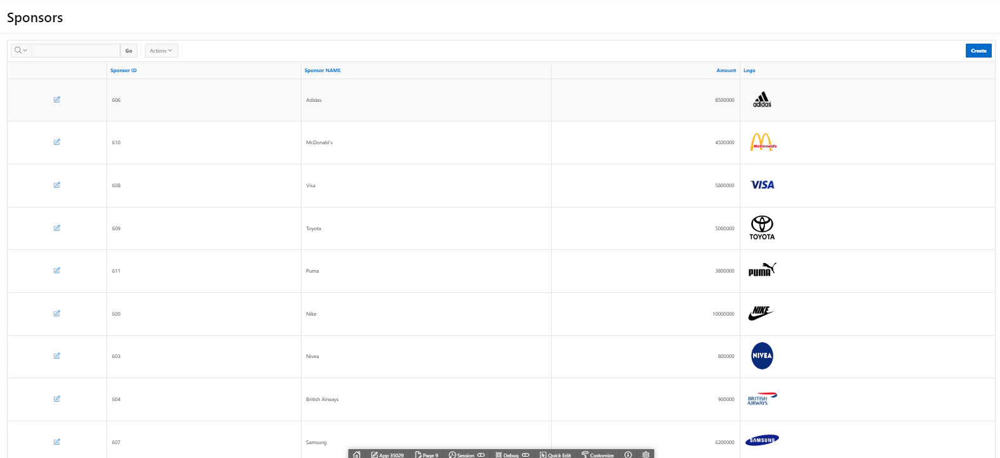 Sponsors
Go Actions Create
Sponsor ID Sponsor NAME Amount Logo
606 Adidas 8500000 adidas
610 McDonald's 4500000 McDonald's
608 Visa 5800000 VISA
609 Toyota 5000000 TOYOTA
611 Puma 3800000 PUMA
600 Nike 10000000 NIKE
603 Nivea 800000 NIVEA
604 British Airways 900000 BRITISH AIRWAYS
607 Samsung 6200000 SAMSUNG
App 35029 Page 9 Session Debug Quick Edit Customize